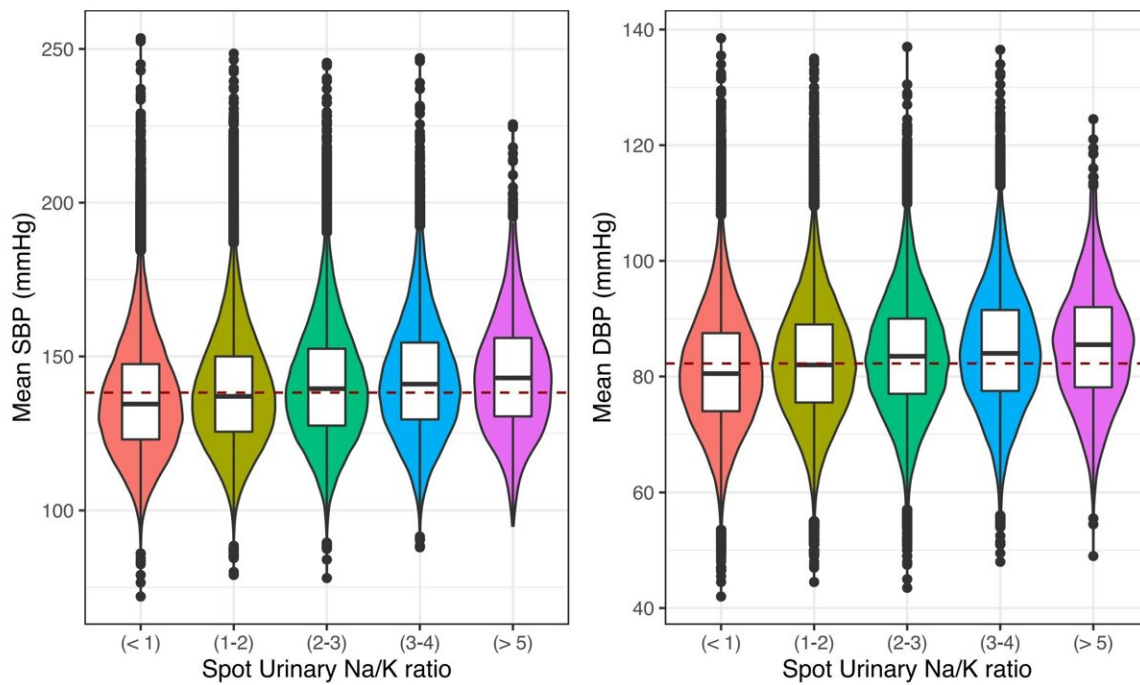 Mean SBP (mmHg)
250
200
150
100
(< 1) (1-2) (2-3) (3-4) (> 5)
Spot Urinary Na/K ratio
Mean DBP (mmHg)
140
120
100
80
60
40
(< 1) (1-2) (2-3) (3-4) (> 5)
Spot Urinary Na/K ratio